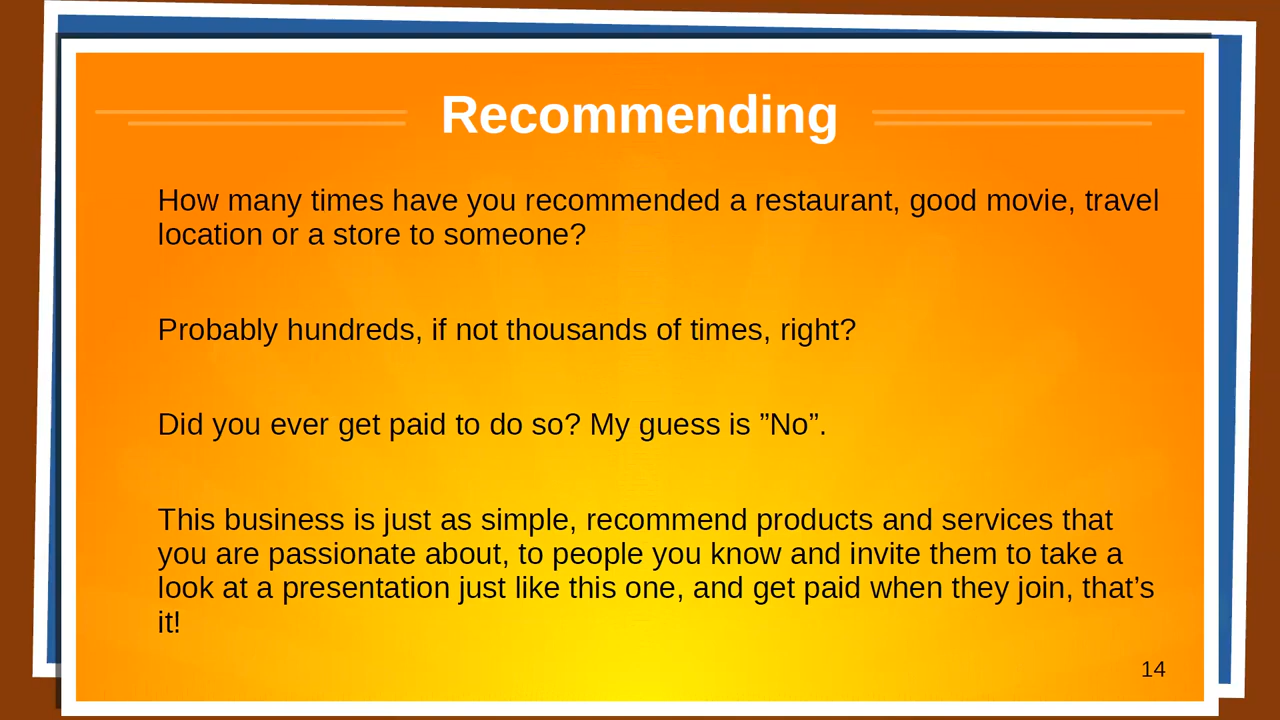 Recommending
How many times have you recommended a restaurant, good movie, travel
location or a store to someone?
Probably hundreds, if not thousands of times, right?
Did you ever get paid to do so? My guess is ”No”.
This business is just as simple, recommend products and services that
you are passionate about, to people you know and invite them to take a
look at a presentation just like this one, and get paid when they join, that’s
it!
14